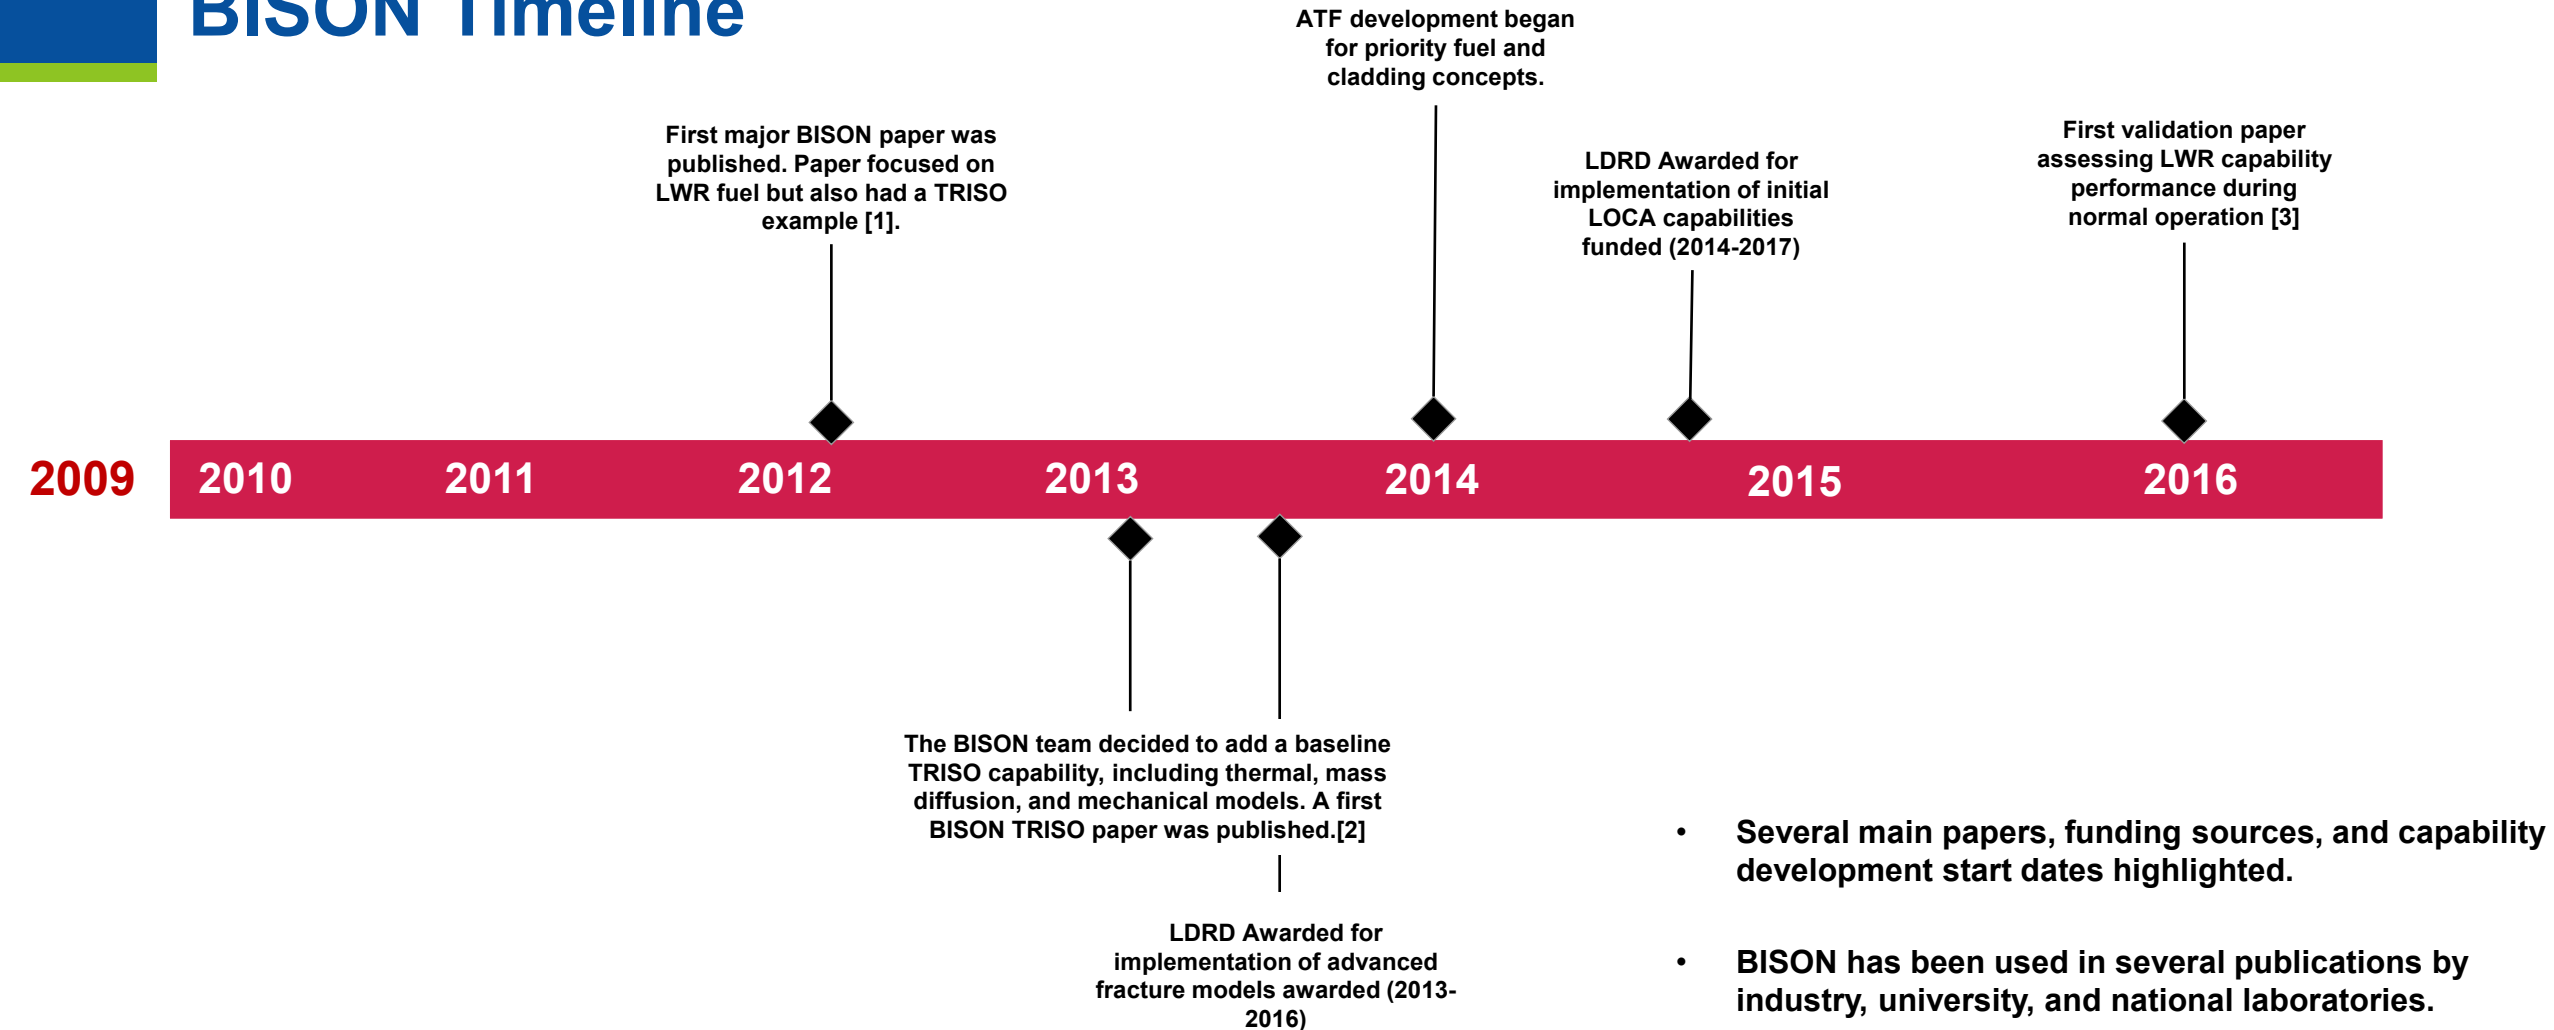 BISON Timeline
ATF development began
for priority fuel and
cladding concepts.
First major BISON paper was
published. Paper focused on
LWR fuel but also had a TRISO
example [1].
LDRD Awarded for
implementation of initial
LOCA capabilities
funded (2014-2017)
First validation paper
assessing LWR capability
performance during
normal operation [3]
2009 2010 2011 2012 2013 2014 2015 2016
The BISON team decided to add a baseline
TRISO capability, including thermal, mass
diffusion, and mechanical models. A first
BISON TRISO paper was published.[2]
LDRD Awarded for
implementation of advanced
fracture models awarded (2013-
2016)
• Several main papers, funding sources, and capability
development start dates highlighted.
• BISON has been used in several publications by
industry, university, and national laboratories.